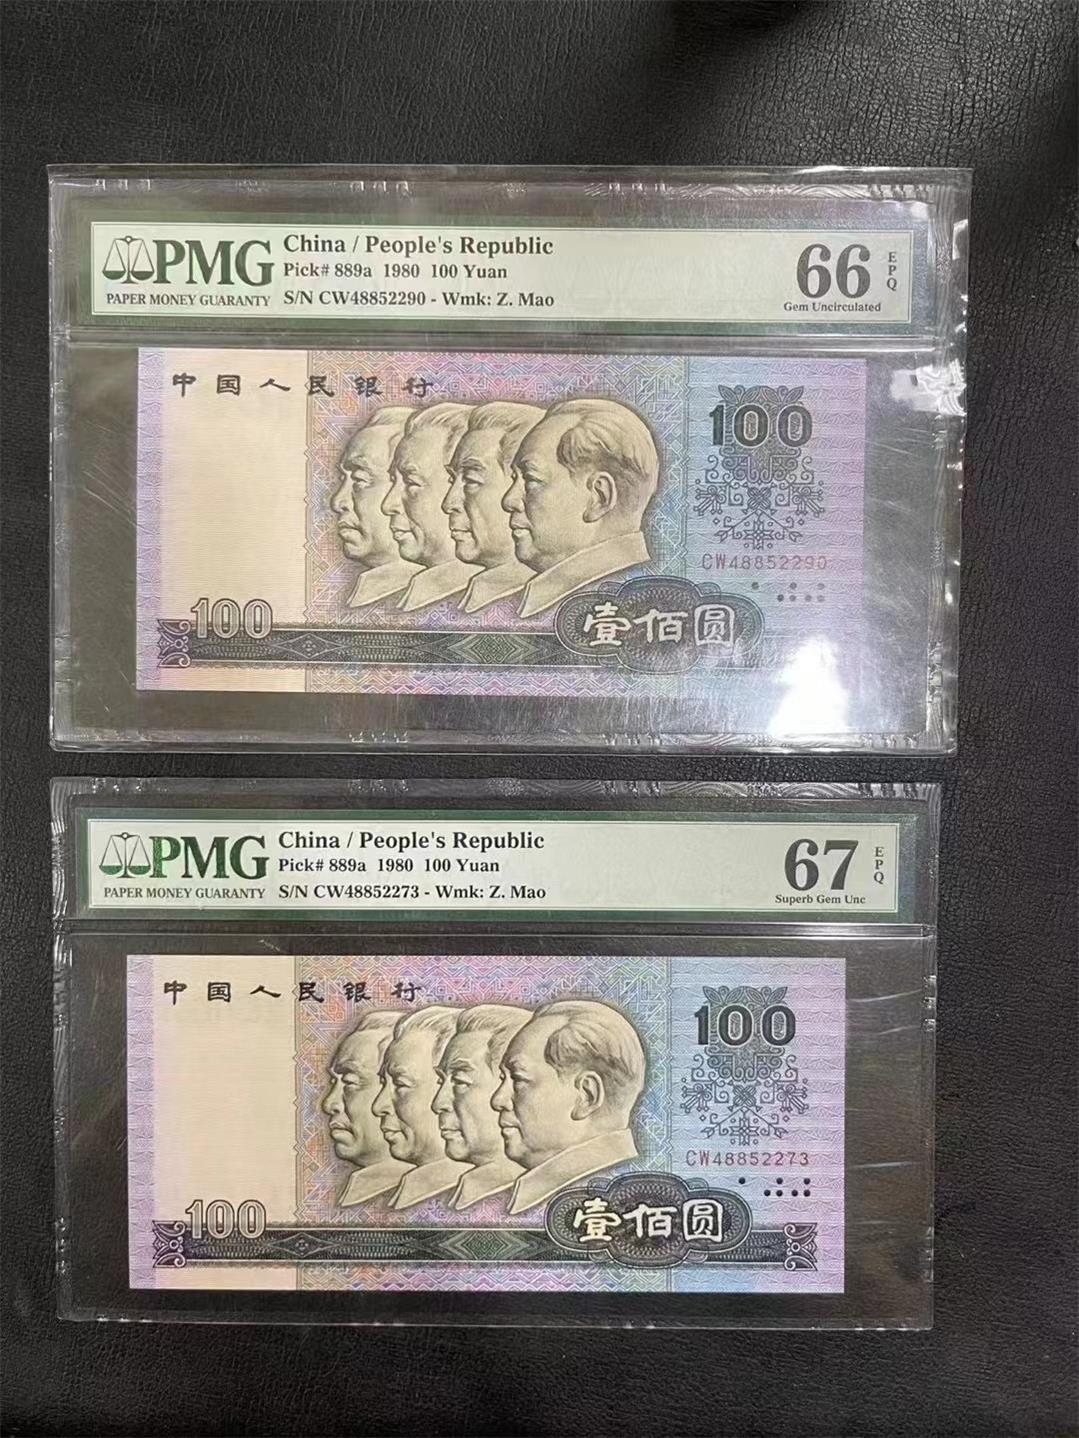 PMG
PAPER MONEY GUARANTY
China / People's Republic
Pick# 889a 1980 100 Yuan
S/N CW48852290 - Wmk: Z. Mao
66
EPQ
Gem Uncirculated
中国人民银行
100
CW48852290
100
壹佰圆
PMG
PAPER MONEY GUARANTY
China / People's Republic
Pick# 889a 1980 100 Yuan
S/N CW48852273 - Wmk: Z. Mao
67
EPQ
Superb Gem Unc
中国人民银行
100
CW48852273
100
壹佰圆